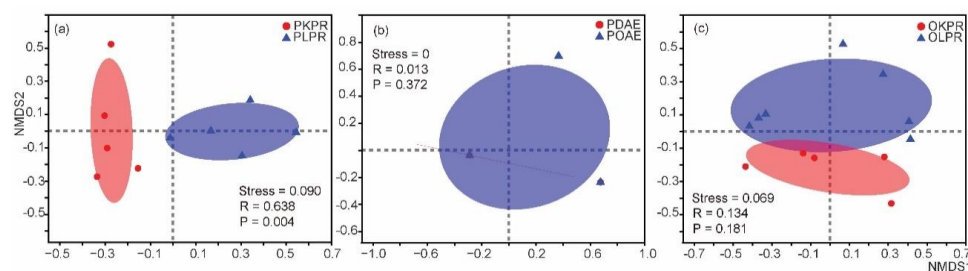 (a)
PKPR
PLPR
0.5
0.3
0.1
-0.1
-0.3
-0.5
NMDS2
Stress = 0.090
R = 0.638
P = 0.004
-0.5 -0.3 -0.1 0.1 0.3 0.5 0.7
(b)
PDAE
POAE
Stress = 0
R = 0.013
P = 0.372
0.8
0.6
0.4
0.2
-0.2
-0.4
-0.6
-1.0 -0.6 -0.2 0.2 0.6 1.0
(c)
OKPR
OLPR
0.5
0.3
0.1
-0.1
-0.3
-0.5
Stress = 0.069
R = 0.134
P = 0.181
-0.5 -0.3 -0.1 0.1 0.3 0.5 0.7